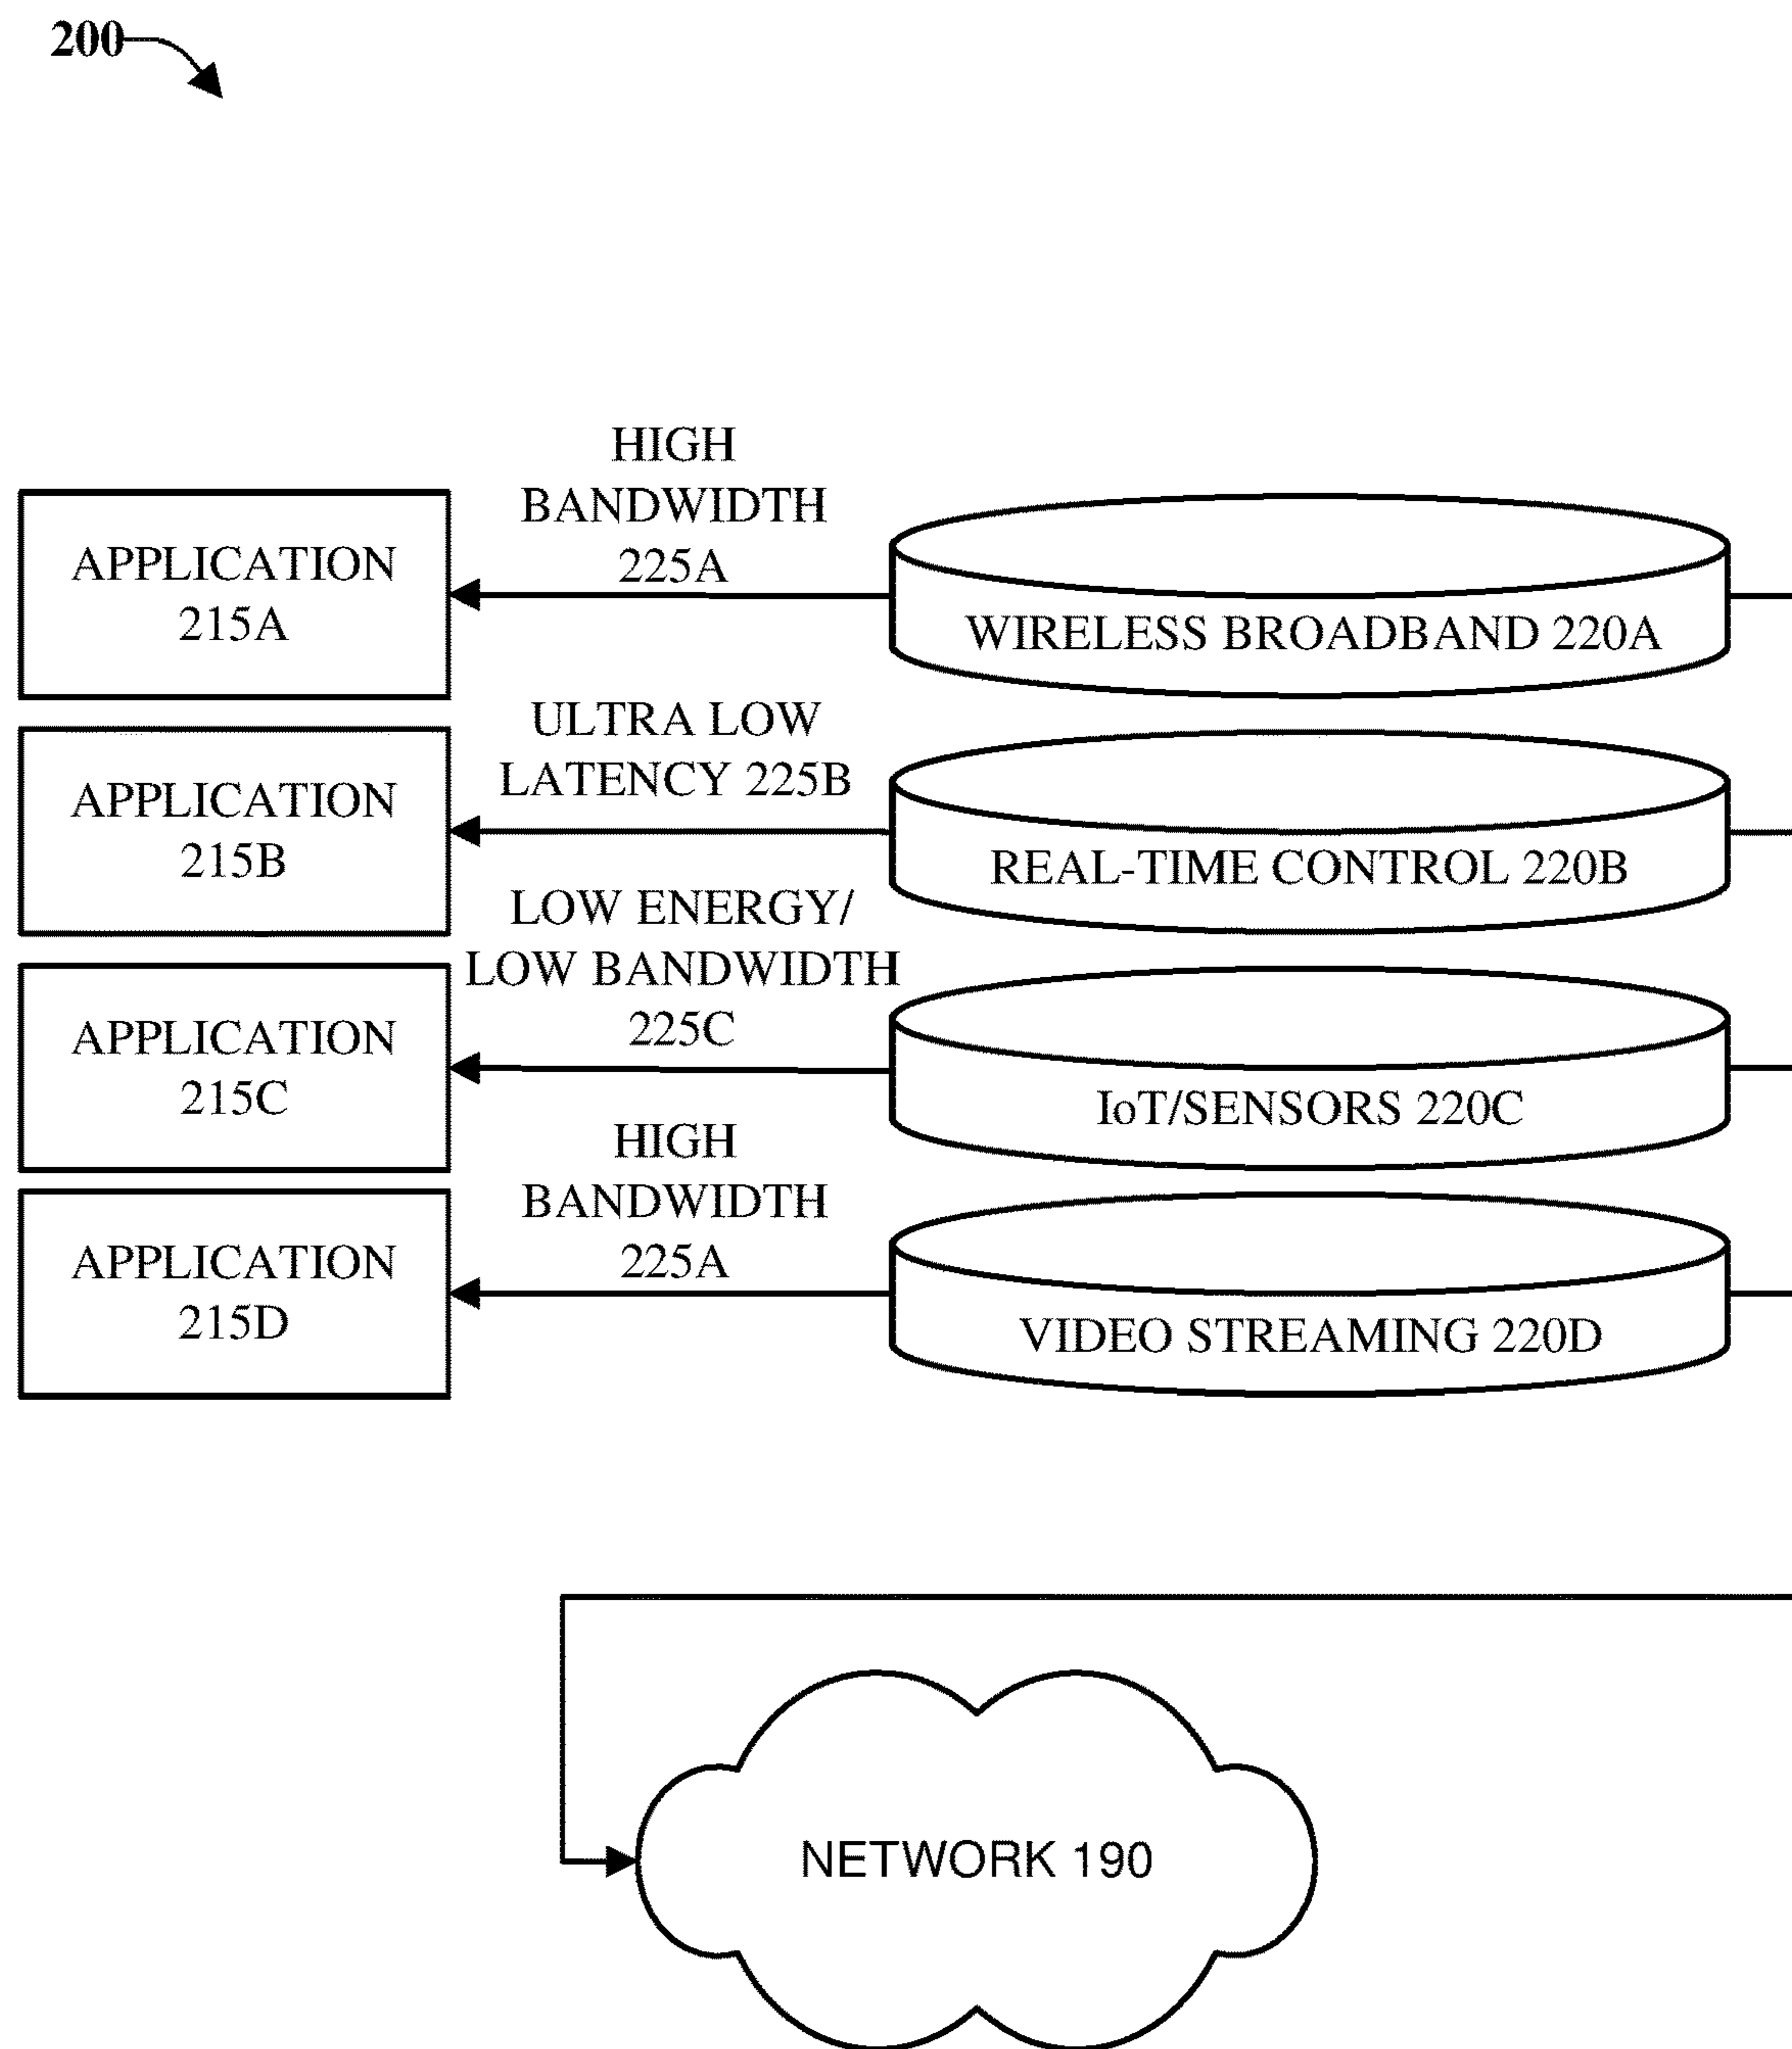 200
HIGH
BANDWIDTH
225A
APPLICATION
215A
WIRELESS BROADBAND 220A
ULTRA LOW
LATENCY 225B
APPLICATION
215B
REAL-TIME CONTROL 220B
LOW ENERGY/
LOW BANDWIDTH
225C
APPLICATION
215C
IoT/SENSORS 220C
HIGH
BANDWIDTH
225A
APPLICATION
215D
VIDEO STREAMING 220D
NETWORK 190